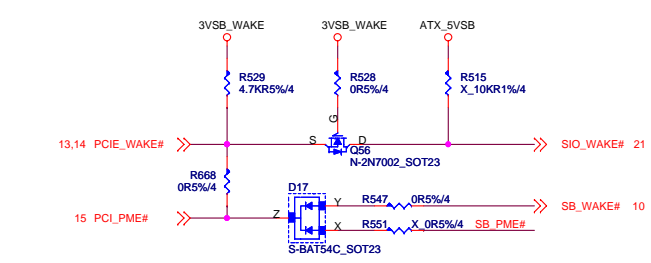 3VSB_WAKE 3VSB_WAKE ATX_5VSB
R529 R528 R515
4.7KR5%/4 0R5%/4 X_10KR1%/4
G
13,14 PCIE_WAKE# S D SIO_WAKE# 21
Q56
N-2N7002_SOT23
R668
0R5%/4
D17
Y R547 0R5%/4 SB_WAKE# 10
15 PCI_PME# Z
X R551 X_0R5%/4 SB_PME#
S-BAT54C_SOT23